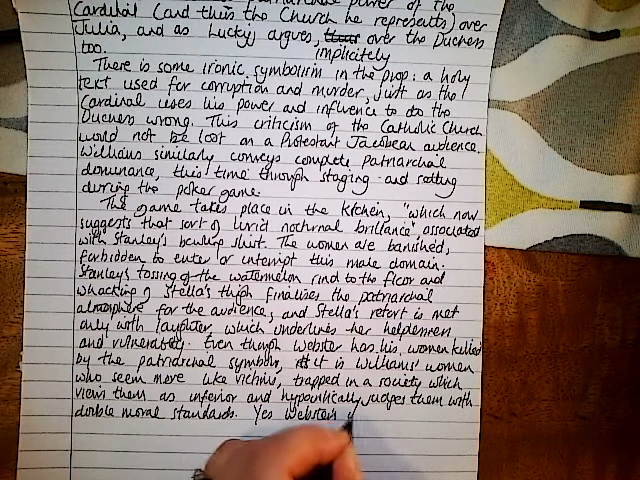 patriarchal power of the
Cardinal (and thus the Church he represents) over
Julia, and as Luckyj argues, over the Duchess
implicitely
too.
There is some ironic symbolism in the prop: a holy
text used for corruption and murder, just as the
Cardinal uses his power and influence to do the
Duchess wrong. This criticism of the Catholic Church
would not be lost on a Protestant Jacobean audience.
Williams similarly conveys complete patriarchal
dominance, this time through staging and setting
during the poker game.
The game takes place in the kitchen, "which now
suggests that sort of lurid nocturnal brilliance", associated
with Stanley's bowling shirt. The women are banished,
forbidden to enter or interrupt this male domain.
Stanley's tossing of the watermelon rind to the floor and
whacking of Stella's thigh finalises the patriarchal
atmosphere for the audience, and Stella's retort is met
only with laughter, which underlines her helplessness
and vulnerability. Even though Webster has his women killed
by the patriarchal symbols, it is Williams' women
who seem more like victims, trapped in a society which
views them as inferior and hypocritically judges them with
double moral standards. Yes Webster's